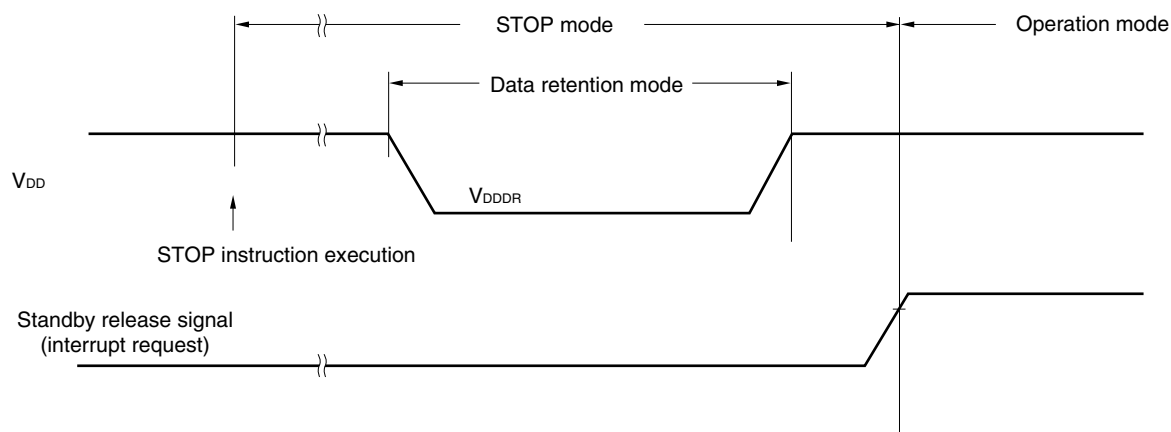 STOP mode
Operation mode
Data retention mode
VDD
VDDDR
STOP instruction execution
Standby release signal
(interrupt request)